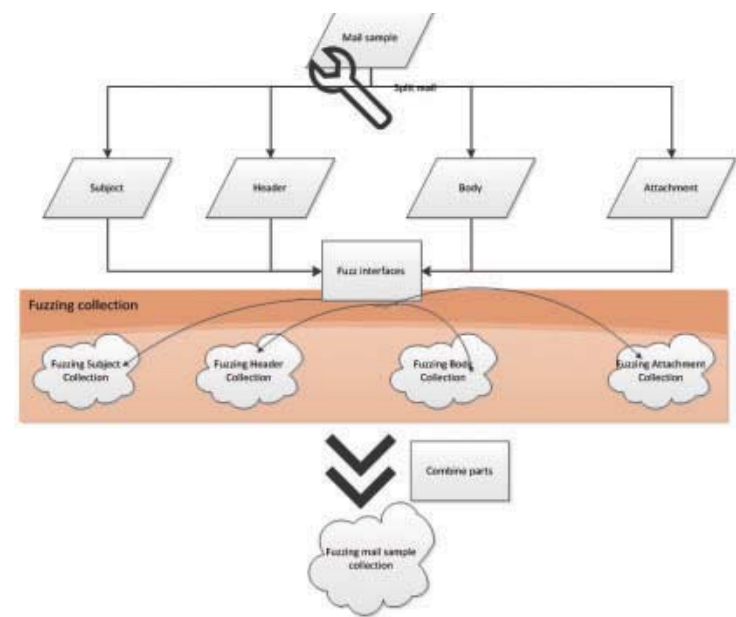 Mail sample
Split mail
Subject
Header
Body
Attachment
Fuzz interfaces
Fuzzing collection
Fuzzing Subject
Collection
Fuzzing Header
Collection
Fuzzing Body
Collection
Fuzzing Attachment
Collection
Combine parts
Fuzzing mail sample
collection